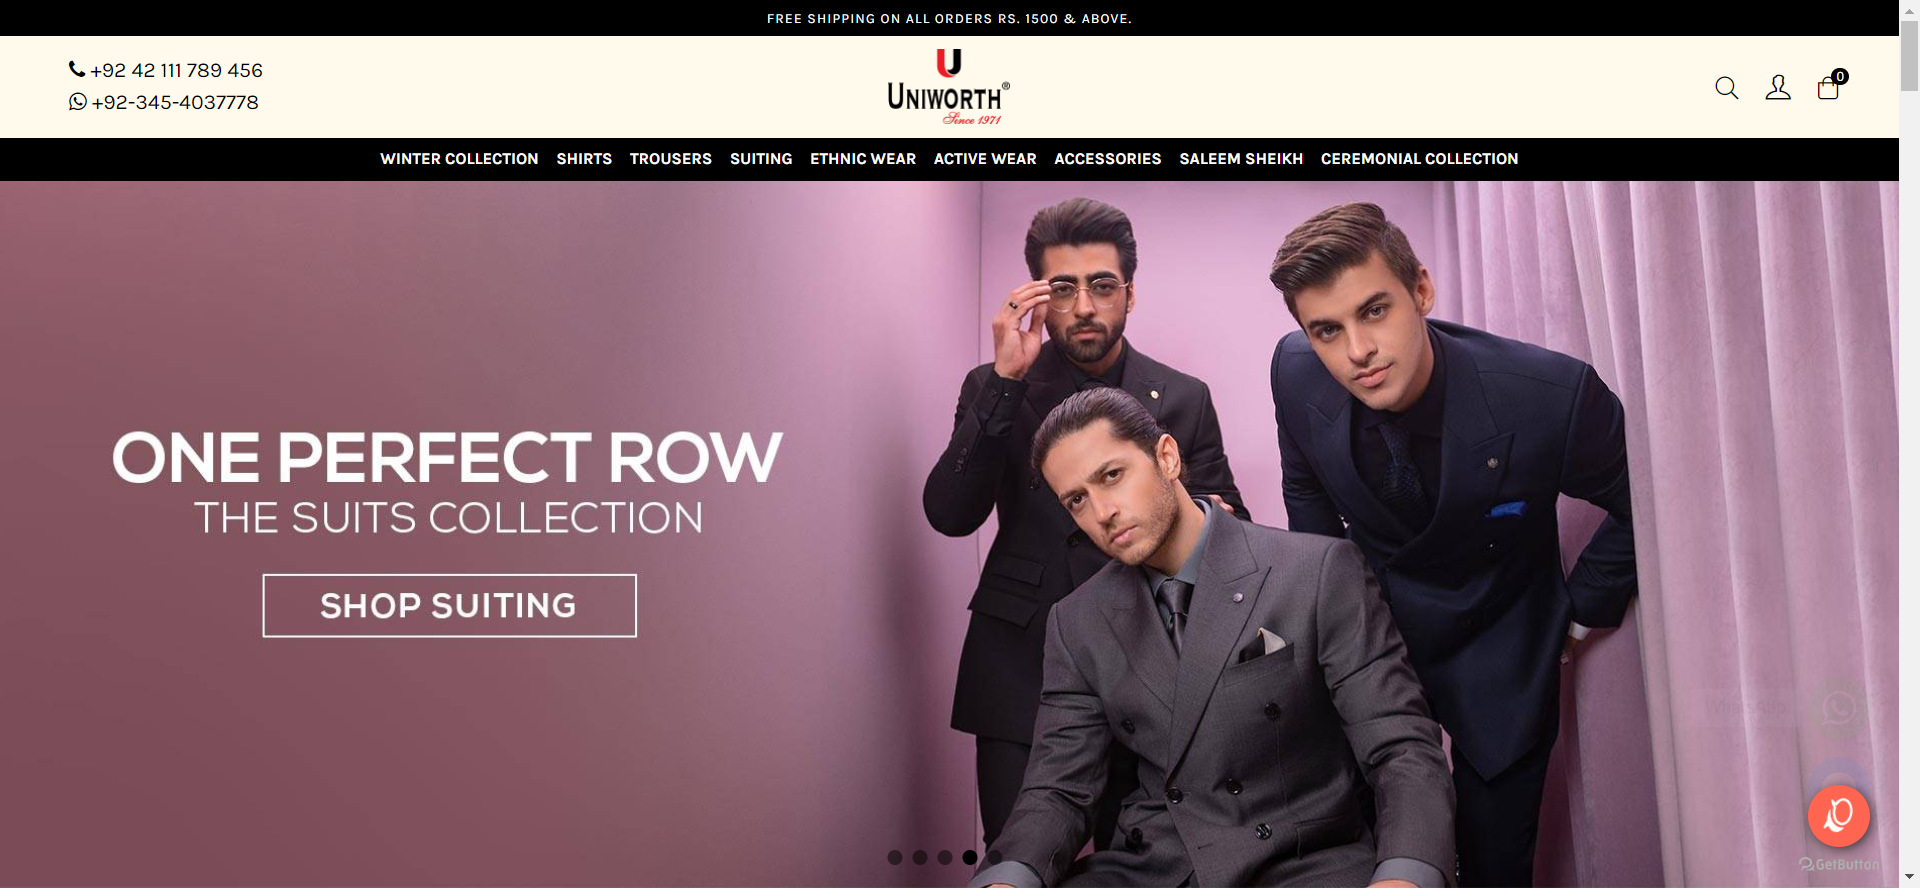 FREE SHIPPING ON ALL ORDERS RS. 1500 & ABOVE.
+92 42 111 789 456
+92-345-4037778
U
UNIWORTH®
Since 1971
0
WINTER COLLECTION SHIRTS TROUSERS SUITING ETHNIC WEAR ACTIVE WEAR ACCESSORIES SALEEM SHEIKH CEREMONIAL COLLECTION
ONE PERFECT ROW
THE SUITS COLLECTION
SHOP SUITING
GetButton